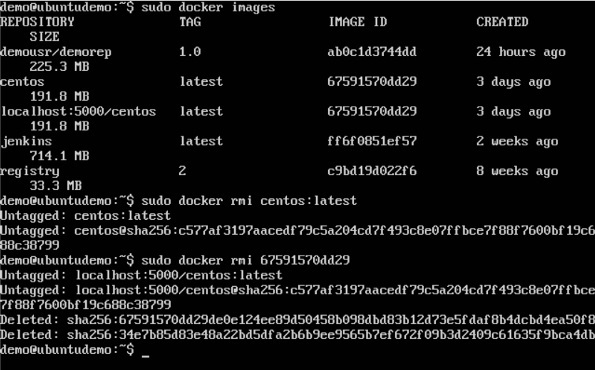 demo@ubuntudemo:~$ sudo docker images
REPOSITORY TAG IMAGE ID CREATED
SIZE
demousr/demorep 1.0 ab0c1d3744dd 24 hours ago
225.3 MB
centos latest 67591570dd29 3 days ago
191.8 MB
localhost:5000/centos latest 67591570dd29 3 days ago
191.8 MB
jenkins latest ff6f0851ef57 2 weeks ago
714.1 MB
registry 2 c9bd19d022f6 8 weeks ago
33.3 MB
demo@ubuntudemo:~$ sudo docker rmi centos:latest
Untagged: centos:latest
Untagged: centos@sha256:c577af3197aacedf79c5a204cd7f493c8e07ffbce7f88f7600bf19c6
88c38799
demo@ubuntudemo:~$ sudo docker rmi 67591570dd29
Untagged: localhost:5000/centos:latest
Untagged: localhost:5000/centos@sha256:c577af3197aacedf79c5a204cd7f493c8e07ffbce
7f88f7600bf19c688c38799
Deleted: sha256:67591570dd29de0e124ee89d50458b098dbd83b12d73e5fdaf8b4dcbd4ea50f8
Deleted: sha256:34e7b85d83e48a22bd5dfa2b6b9ee9565b7ef672f09b3d2409c61635f9bca4db
demo@ubuntudemo:~$ _